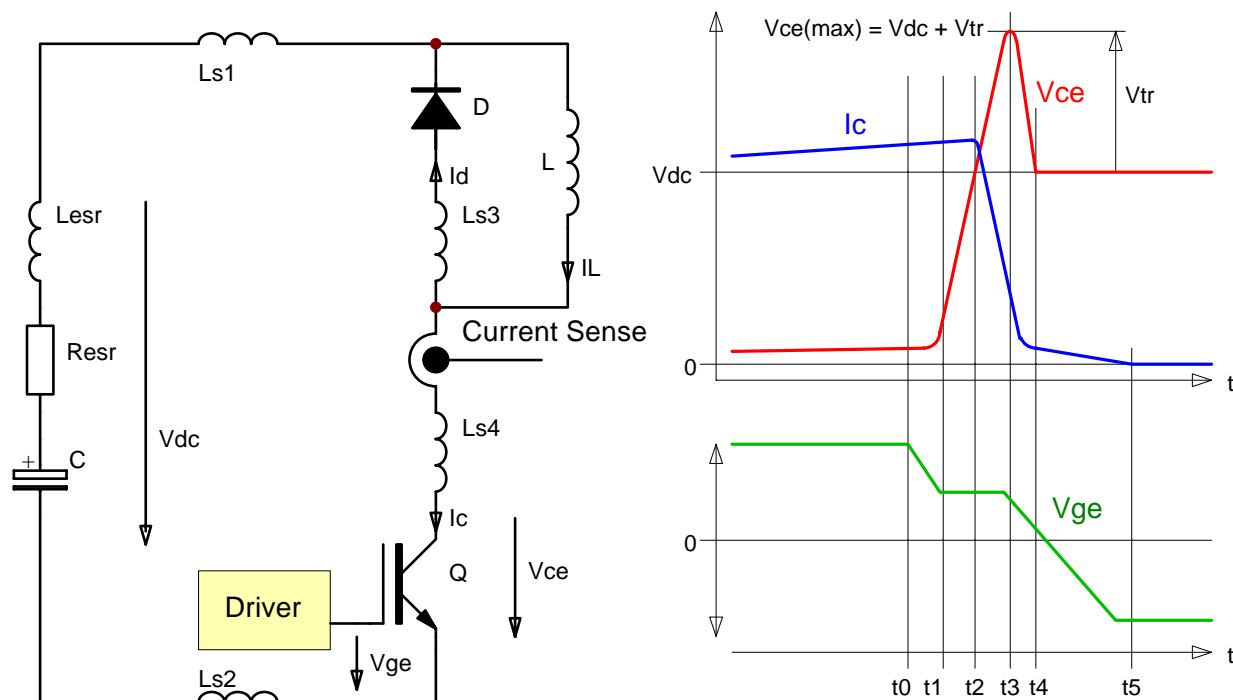 Ls1
D
L
Id
Ls3
Lesr
IL
Current Sense
Resr
Ls4
Vdc
+
C
Ic
Q
Vce
Driver
Vge
Ls2
Vce(max) = Vdc + Vtr
Vce
Vtr
Ic
Vdc
0
t
Vge
0
t
t0 t1 t2 t3 t4 t5